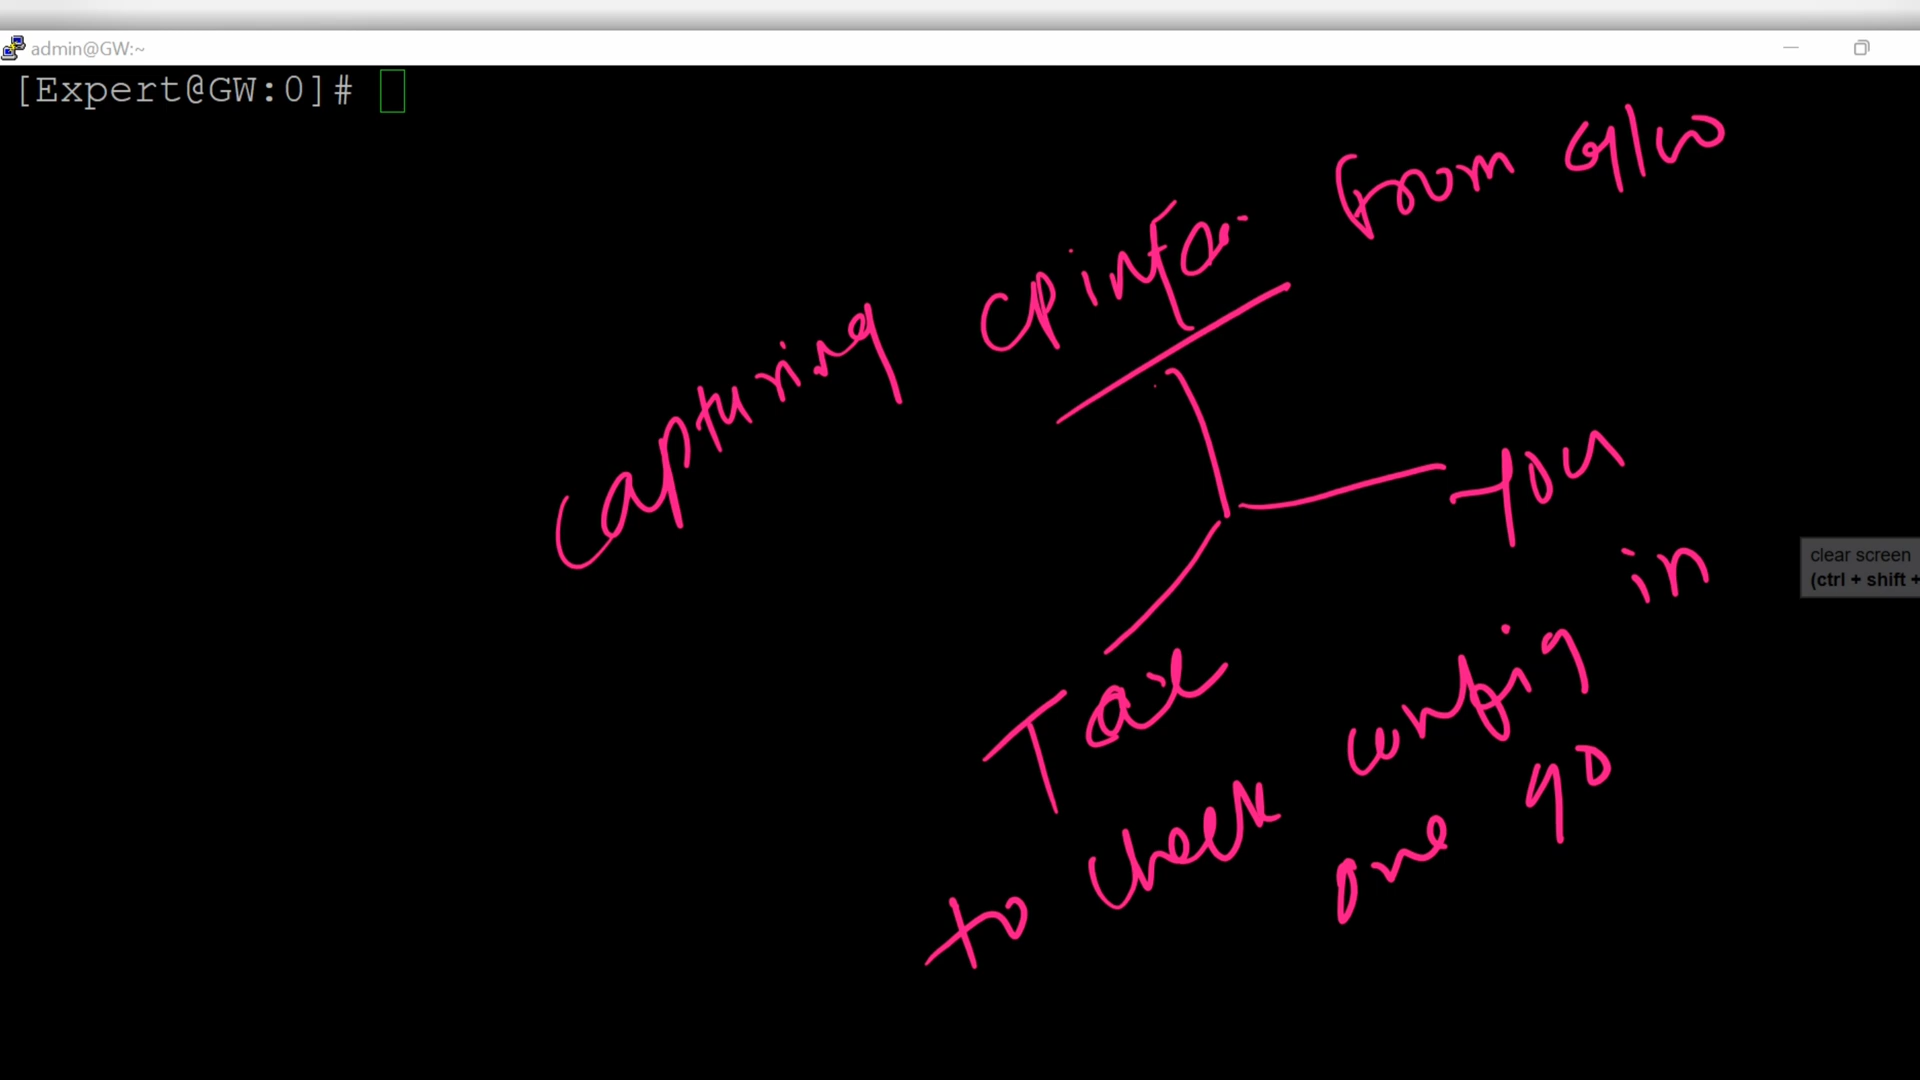 admin@GW:~
[Expert@GW:0]#
Capturing cpinfo from G/W
You
TAC
to check config in
one go
clear screen
(ctrl + shift +